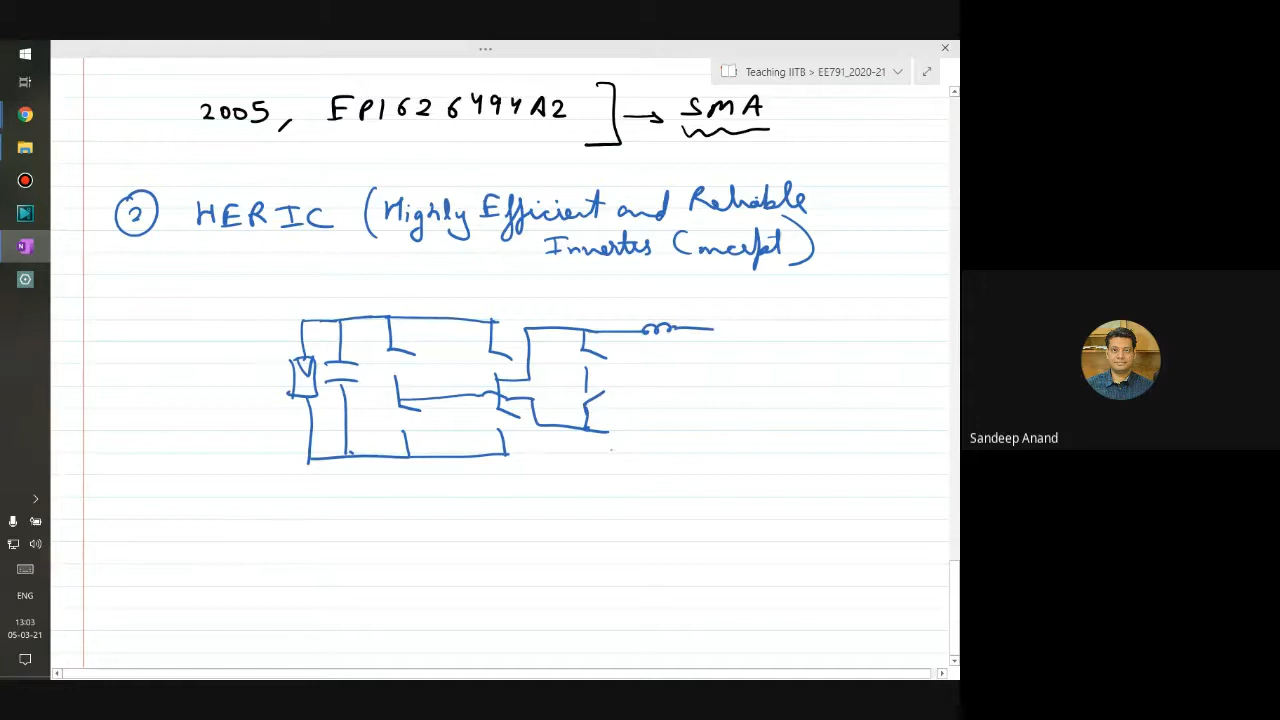 Teaching IITB > EE791_2020-21
2005, EP1626494A2 → SMA
② HERIC (Highly Efficient and Reliable
Inverter Concept)
Sandeep Anand
ENG
13:03
05-03-21